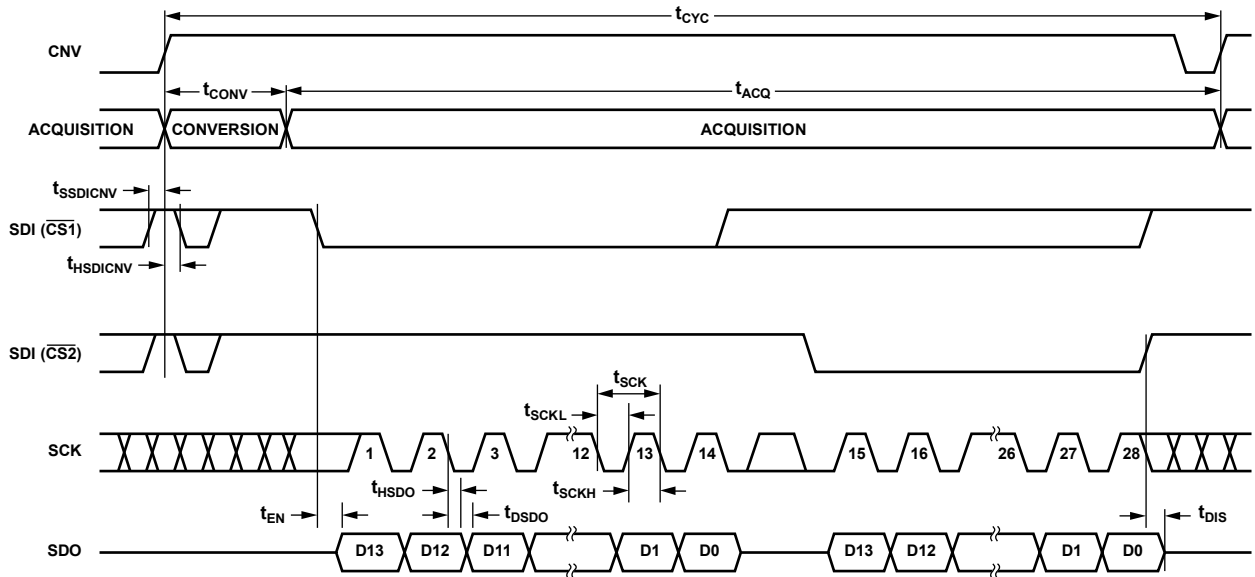 tCYC
CNV
tCONV
tACQ
ACQUISITION CONVERSION ACQUISITION
tSSDICNV
SDI (CS1)
tHSDICNV
SDI (CS2)
tSCK
tSCKL
SCK 1 2 3 12 13 14 15 16 26 27 28
tHSDO
tSCKH
tEN
tDSDO
tDIS
SDO D13 D12 D11 D1 D0 D13 D12 D1 D0